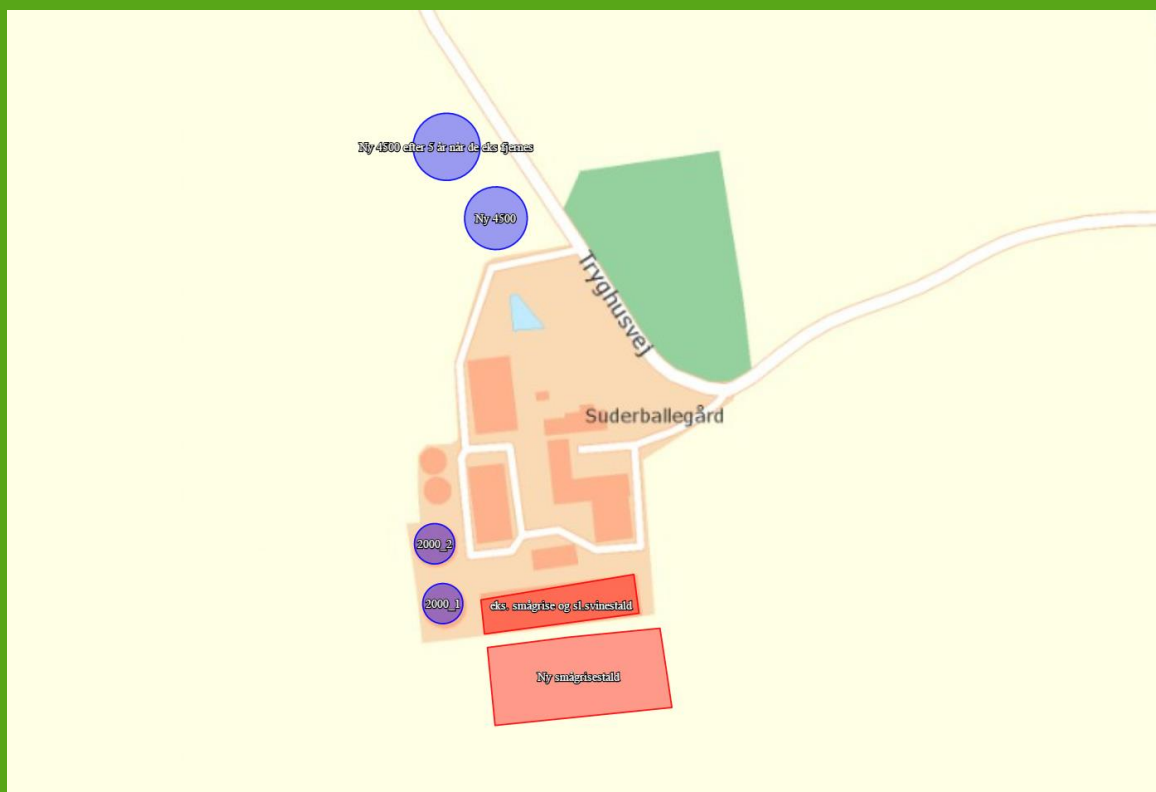 Ny 4500 efter 5 år når de eks fjernes
Ny 4500
Tryghusvej
Suderballegård
2000_2
2000_1
eks. smågrise og sl.svinestald
Ny smågrisestald